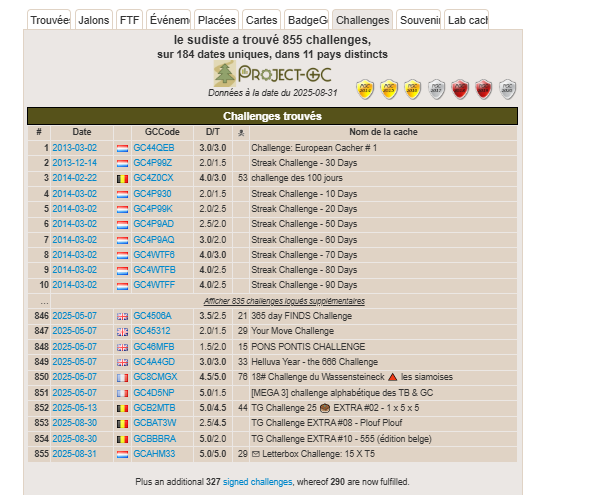 Trouvées Jalons FTF Événeme Placées Cartes BadgeG Challenges Souveni Lab cach
le sudiste a trouvé 855 challenges,
sur 184 dates uniques, dans 11 pays distincts
PROJECT-GC
Données à la date du 2025-08-31
Challenges trouvés
# Date GCCode D/T Nom de la cache
1 2013-03-02 GC44QEB 3.0/3.0 Challenge: European Cacher # 1
2 2013-12-14 GC4P99Z 2.0/1.5 Streak Challenge - 30 Days
3 2014-02-22 GC4Z0CX 4.0/3.0 53 challenge des 100 jours
4 2014-03-02 GC4P930 2.0/1.5 Streak Challenge - 10 Days
5 2014-03-02 GC4P99K 2.0/2.5 Streak Challenge - 20 Days
6 2014-03-02 GC4P9AD 2.5/2.0 Streak Challenge - 50 Days
7 2014-03-02 GC4P9AQ 3.0/2.0 Streak Challenge - 60 Days
8 2014-03-02 GC4WTF6 4.0/3.0 Streak Challenge - 70 Days
9 2014-03-02 GC4WTFB 4.0/2.5 Streak Challenge - 80 Days
10 2014-03-02 GC4WTFF 4.0/2.5 Streak Challenge - 90 Days
... Afficher 835 challenges loqués supplémentaires
846 2025-05-07 GC4506A 3.5/2.5 21 365 day FINDS Challenge
847 2025-05-07 GC45312 2.0/1.5 29 Your Move Challenge
848 2025-05-07 GC46MFB 1.5/2.0 15 PONS PONTIS CHALLENGE
849 2025-05-07 GC4A4GD 3.0/3.0 33 Helluva Year - the 666 Challenge
850 2025-05-07 GC8CMGX 4.5/5.0 76 18# Challenge du Wassensteineck 🔺 les siamoises
851 2025-05-07 GC4D5NP 5.0/1.5 [MEGA 3] challenge alphabétique des TB & GC
852 2025-05-13 GCB2MTB 5.0/4.5 44 TG Challenge 25 EXTRA #02 - 1 x 5 x 5
853 2025-08-30 GCBAT3W 2.5/4.5 TG Challenge EXTRA #08 - Plouf Plouf
854 2025-08-30 GCBBBRA 5.0/2.0 TG Challenge EXTRA #10 - 555 (édition belge)
855 2025-08-31 GCAHM33 5.0/5.0 29 Letterbox Challenge: 15 X T5
Plus an additional 327 signed challenges, whereof 290 are now fulfilled.